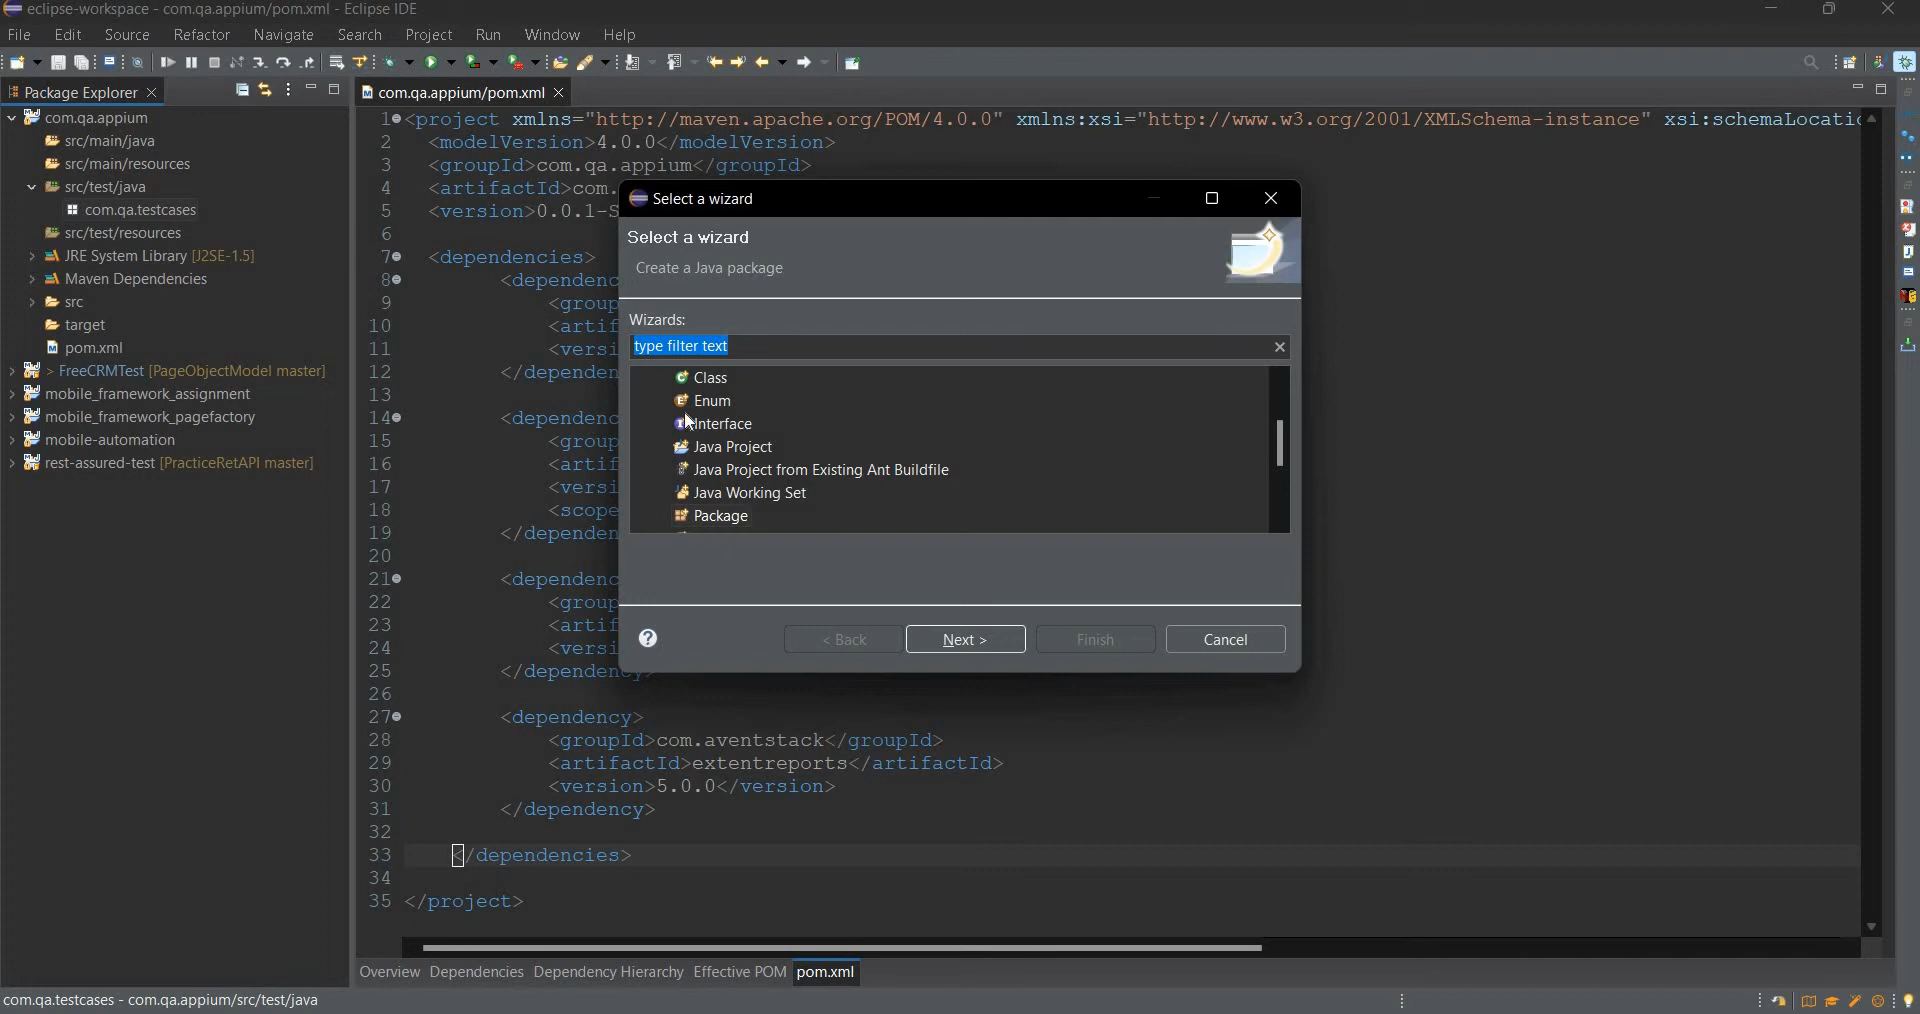 eclipse-workspace - com.qa.appium/pom.xml - Eclipse IDE
File Edit Source Refactor Navigate Search Project Run Window Help
Package Explorer
com.qa.appium
src/main/java
src/main/resources
src/test/java
com.qa.testcases
src/test/resources
JRE System Library [J2SE-1.5]
Maven Dependencies
src
target
pom.xml
> FreeCRMTest [PageObjectModel master]
mobile_framework_assignment
mobile_framework_pagefactory
mobile-automation
rest-assured-test [PracticeRetAPI master]
com.qa.appium/pom.xml
1 <project xmlns="http://maven.apache.org/POM/4.0.0" xmlns:xsi="http://www.w3.org/2001/XMLSchema-instance" xsi:schemaLocatio
2 <modelVersion>4.0.0</modelVersion>
3 <groupId>com.qa.appium</groupId>
4 <artifactId>com.
5 <version>0.0.1-S
6
7 <dependencies>
8 <dependenc
9 <group
10 <artif
11 <versi
12 </dependen
13
14 <dependenc
15 <group
16 <artif
17 <versi
18 <scope
19 </dependen
20
21 <dependenc
22 <group
23 <artif
24 <versi
25 </dependency>
26
27 <dependency>
28 <groupId>com.aventstack</groupId>
29 <artifactId>extentreports</artifactId>
30 <version>5.0.0</version>
31 </dependency>
32
33 </dependencies>
34
35 </project>
Select a wizard
Select a wizard
Create a Java package
Wizards:
type filter text
Class
Enum
Interface
Java Project
Java Project from Existing Ant Buildfile
Java Working Set
Package
< Back Next > Finish Cancel
Overview Dependencies Dependency Hierarchy Effective POM pom.xml
com.qa.testcases - com.qa.appium/src/test/java